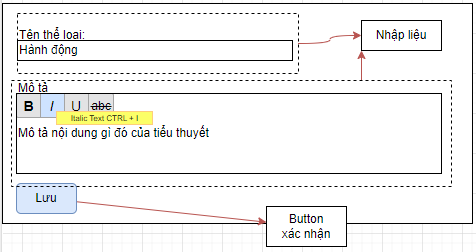 Tên thể loại:
Hành động
Nhập liệu
Mô tả
B I U abc
Italic Text CTRL + I
Mô tả nội dung gì đó của tiểu thuyết
Lưu
Button
xác nhận